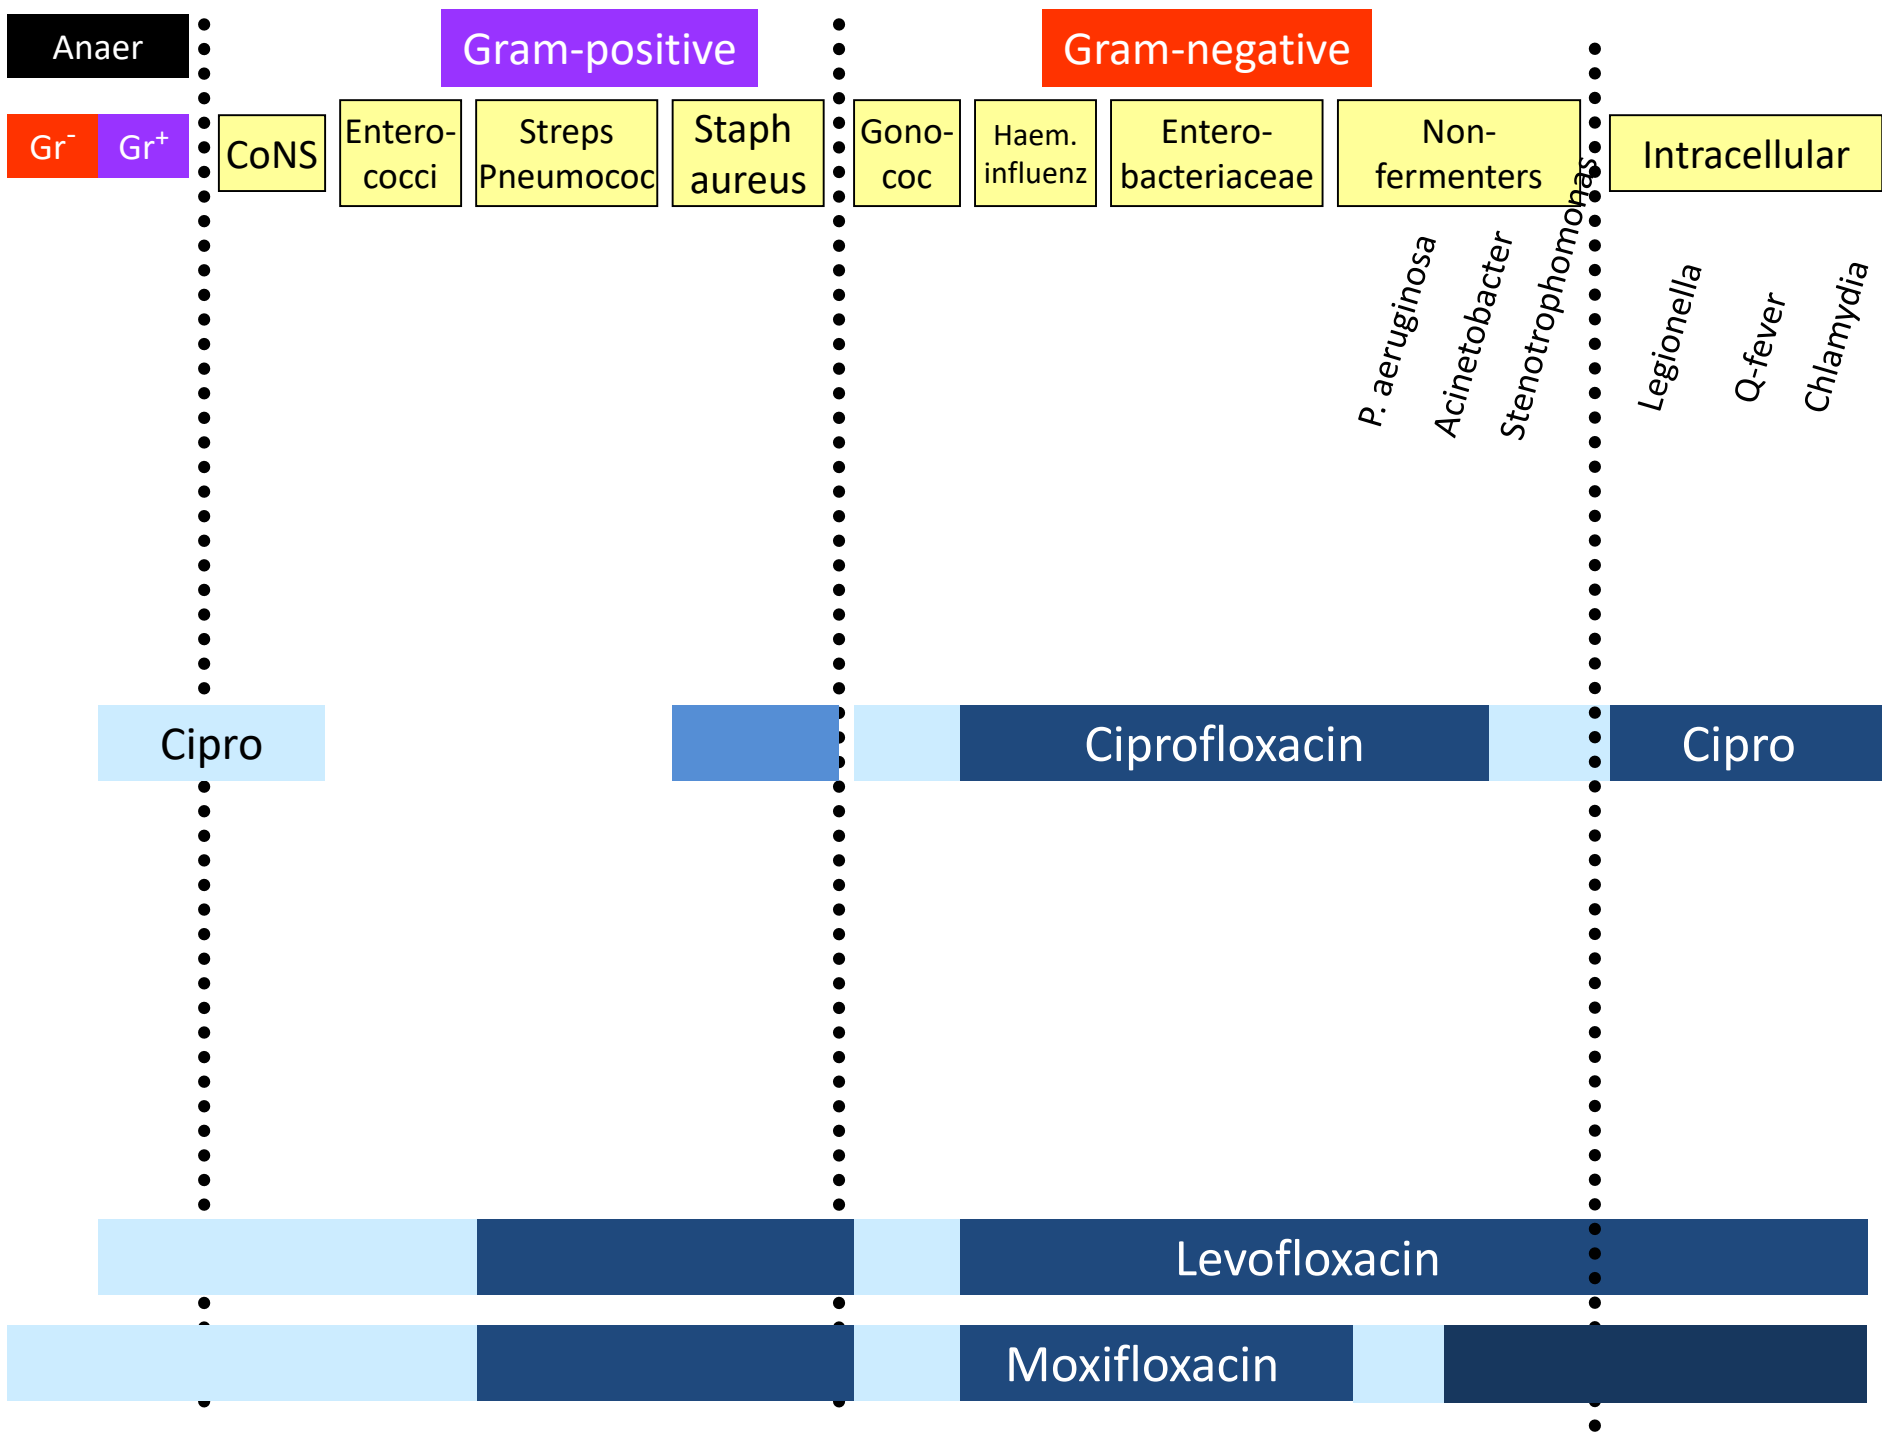 Anaer
Gram-positive
Gram-negative
Gr⁻
Gr⁺
CoNS
Entero-
cocci
Streps
Pneumococ
Staph
aureus
Gono-
coc
Haem.
influenz
Entero-
bacteriaceae
Non-
fermenters
Intracellular
P. aeruginosa
Acinetobacter
Stenotrophomonas
Legionella
Q-fever
Chlamydia
Cipro
Ciprofloxacin
Cipro
Levofloxacin
Moxifloxacin